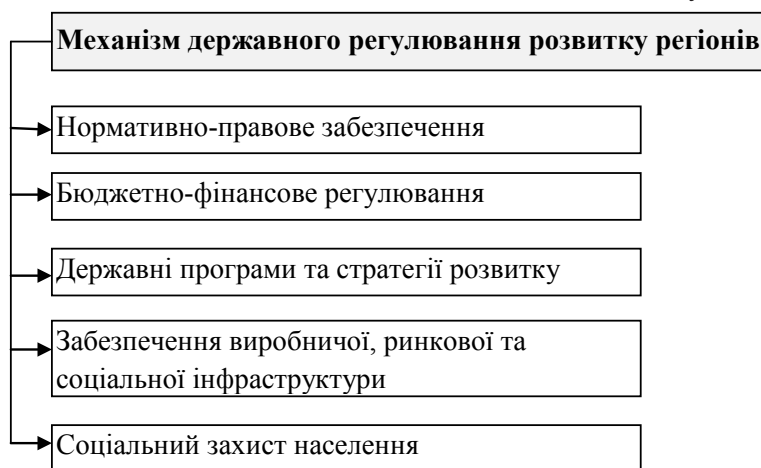 Механізм державного регулювання розвитку регіонів
Нормативно-правове забезпечення
Бюджетно-фінансове регулювання
Державні програми та стратегії розвитку
Забезпечення виробничої, ринкової та
соціальної інфраструктури
Соціальний захист населення